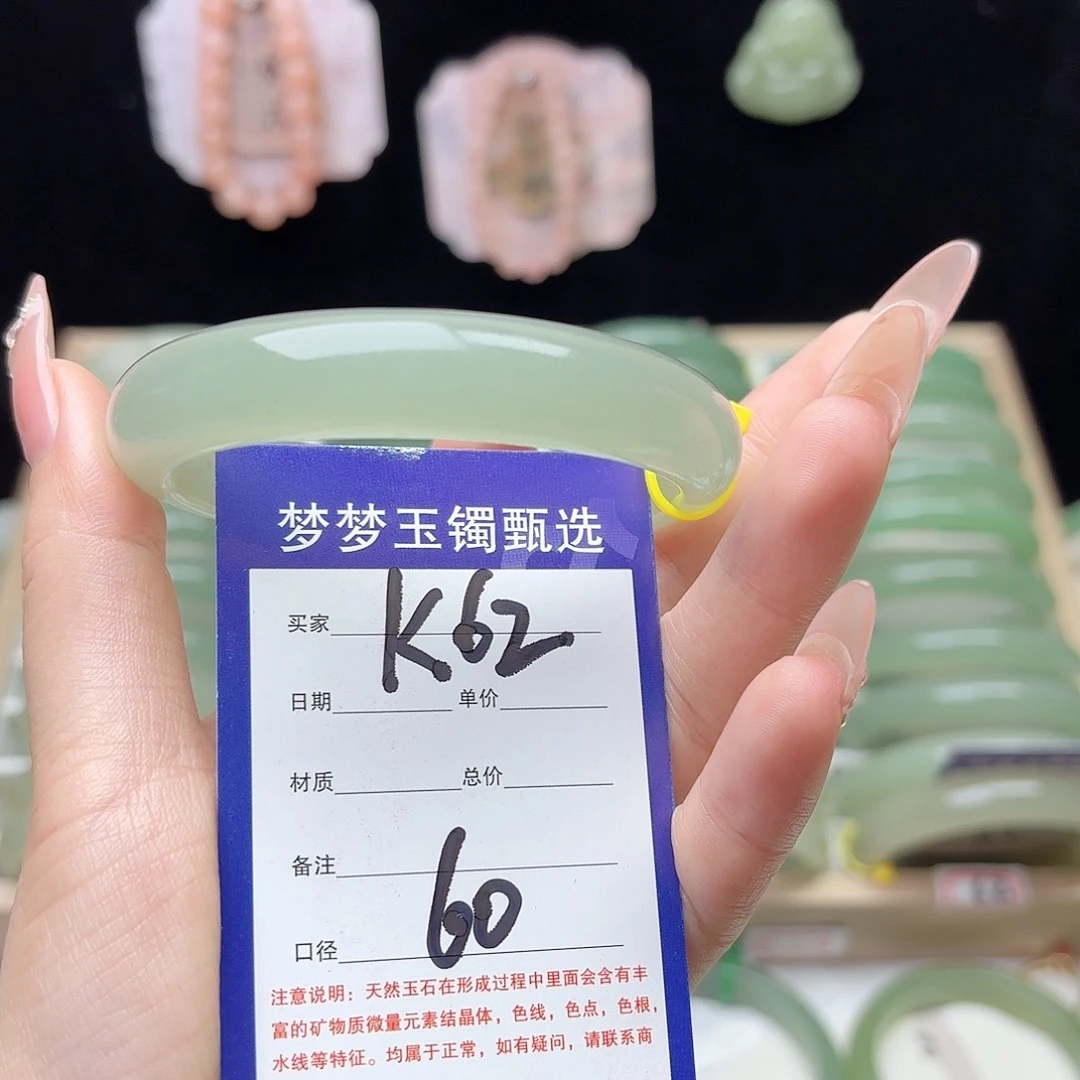 梦梦玉镯甄选
买家 K62
日期 单价
材质 总价
备注
口径 60
注意说明：天然玉石在形成过程中里面会含有丰
富的矿物质微量元素结晶体，色线，色点，色根，
水线等特征。均属于正常，如有疑问，请联系商